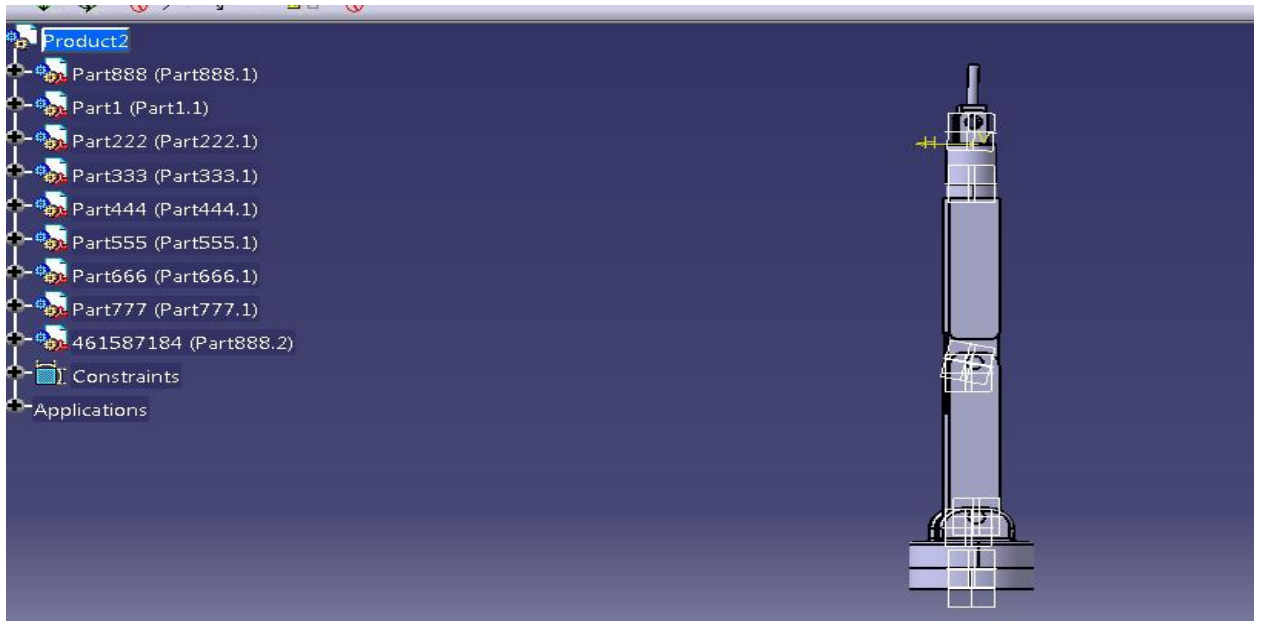 Product2
Part888 (Part888.1)
Part1 (Part1.1)
Part222 (Part222.1)
Part333 (Part333.1)
Part444 (Part444.1)
Part555 (Part555.1)
Part666 (Part666.1)
Part777 (Part777.1)
461587184 (Part888.2)
Constraints
Applications
H